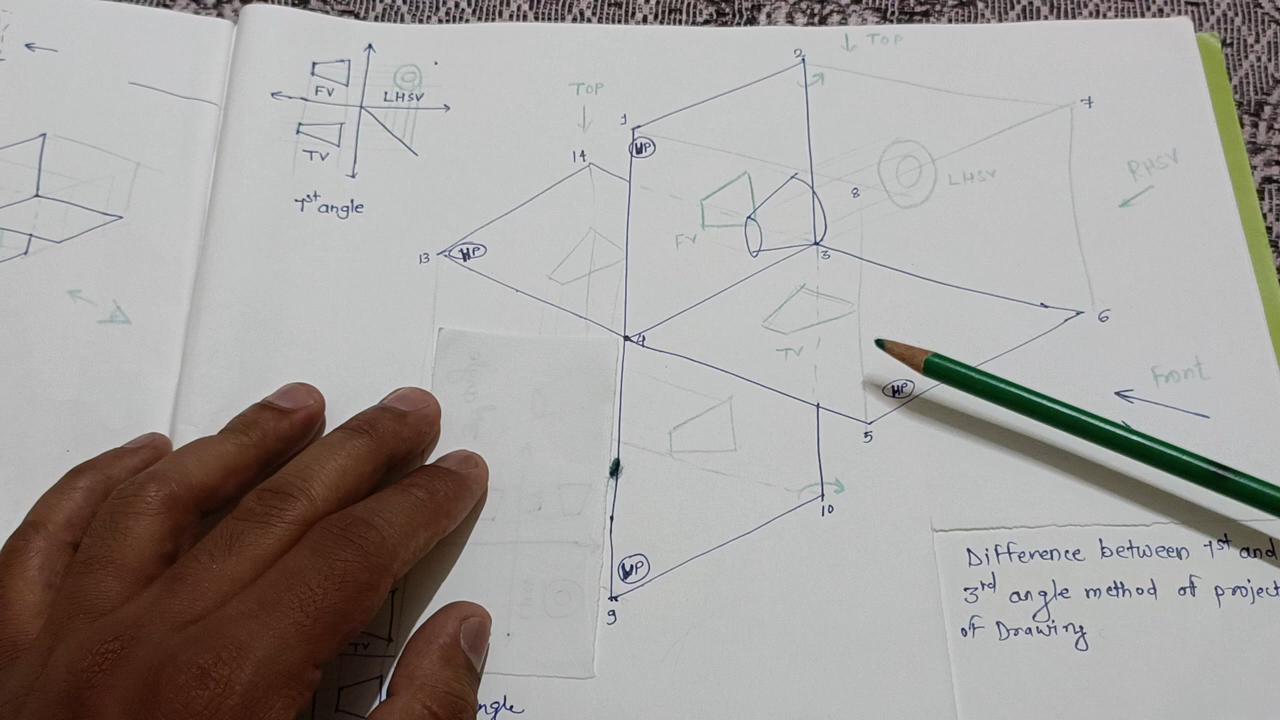 FV
LHSV
TV
1st angle
TOP
14
13
HP
1
VP
2
TOP
7
8
LHSV
RHSV
FV
3
TV
4
6
HP
5
Front
10
VP
9
TV
ngle
Difference between 1st and
3rd angle method of project
of Drawing